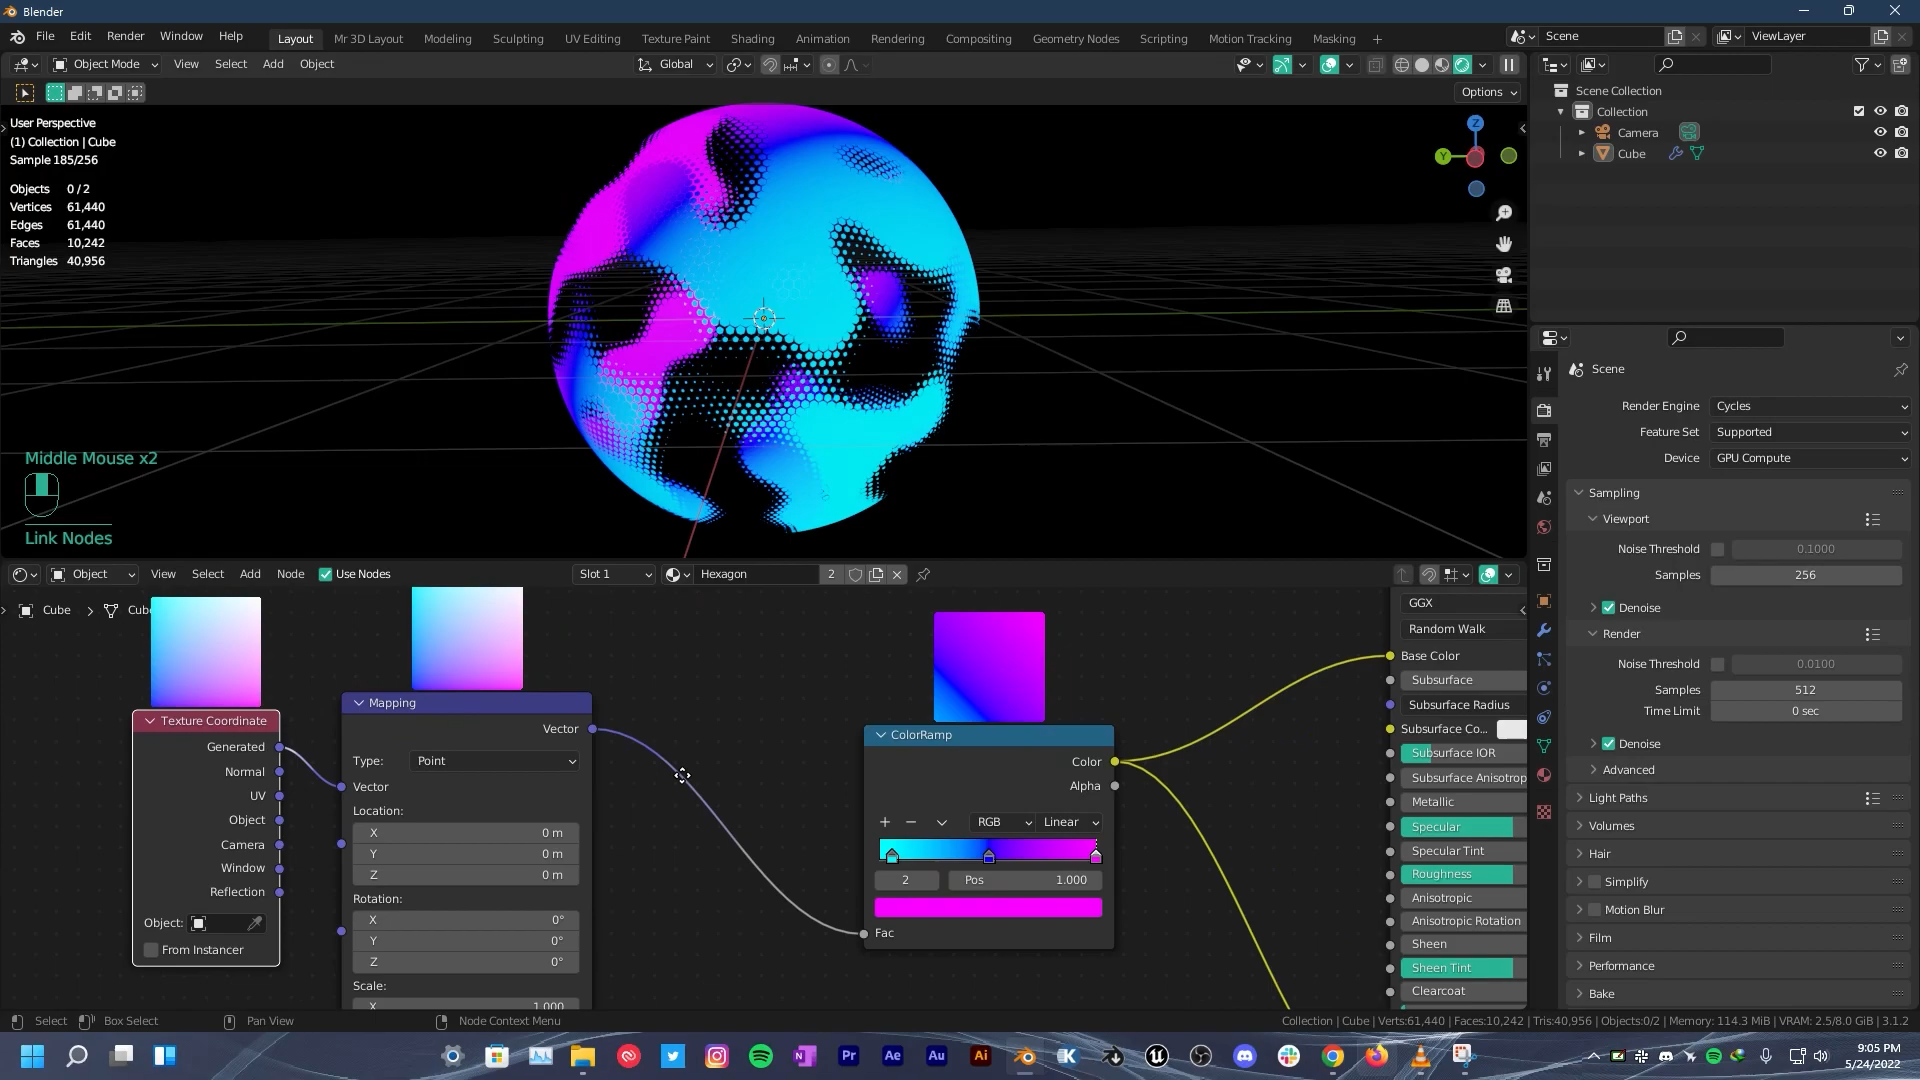 Blender
File Edit Render Window Help Layout Mr 3D Layout Modeling Sculpting UV Editing Texture Paint Shading Animation Rendering Compositing Geometry Nodes Scripting Motion Tracking Masking + Scene ViewLayer
Object Mode View Select Add Object Global
Options
User Perspective
(1) Collection | Cube
Sample 185/256
Objects 0 / 2
Vertices 61,440
Edges 61,440
Faces 10,242
Triangles 40,956
Z
Y
Middle Mouse x2
Link Nodes
Scene Collection
Collection
Camera
Cube
Scene
Render Engine Cycles
Feature Set Supported
Device GPU Compute
Sampling
Viewport
Noise Threshold 0.1000
Samples 256
Denoise
Render
Noise Threshold 0.0100
Samples 512
Time Limit 0 sec
Denoise
Advanced
Light Paths
Volumes
Hair
Simplify
Motion Blur
Film
Performance
Bake
Object View Select Add Node Use Nodes Slot 1 Hexagon 2
Cube > Cub
Texture Coordinate
Generated
Normal
UV
Object
Camera
Window
Reflection
Object:
From Instancer
Mapping
Vector
Type: Point
Vector
Location:
X 0 m
Y 0 m
Z 0 m
Rotation:
X 0°
Y 0°
Z 0°
Scale:
X 1.000
ColorRamp
Color
Alpha
+ − RGB Linear
2 Pos 1.000
Fac
GGX
Random Walk
Base Color
Subsurface
Subsurface Radius
Subsurface Co...
Subsurface IOR
Subsurface Anisotrop
Metallic
Specular
Specular Tint
Roughness
Anisotropic
Anisotropic Rotation
Sheen
Sheen Tint
Clearcoat
Select Box Select Pan View Node Context Menu Collection | Cube | Verts:61,440 | Faces:10,242 | Tris:40,956 | Objects:0/2 | Memory: 114.3 MiB | VRAM: 2.5/8.0 GiB | 3.1.2
Pr Ae Au Ai
9:05 PM
5/24/2022